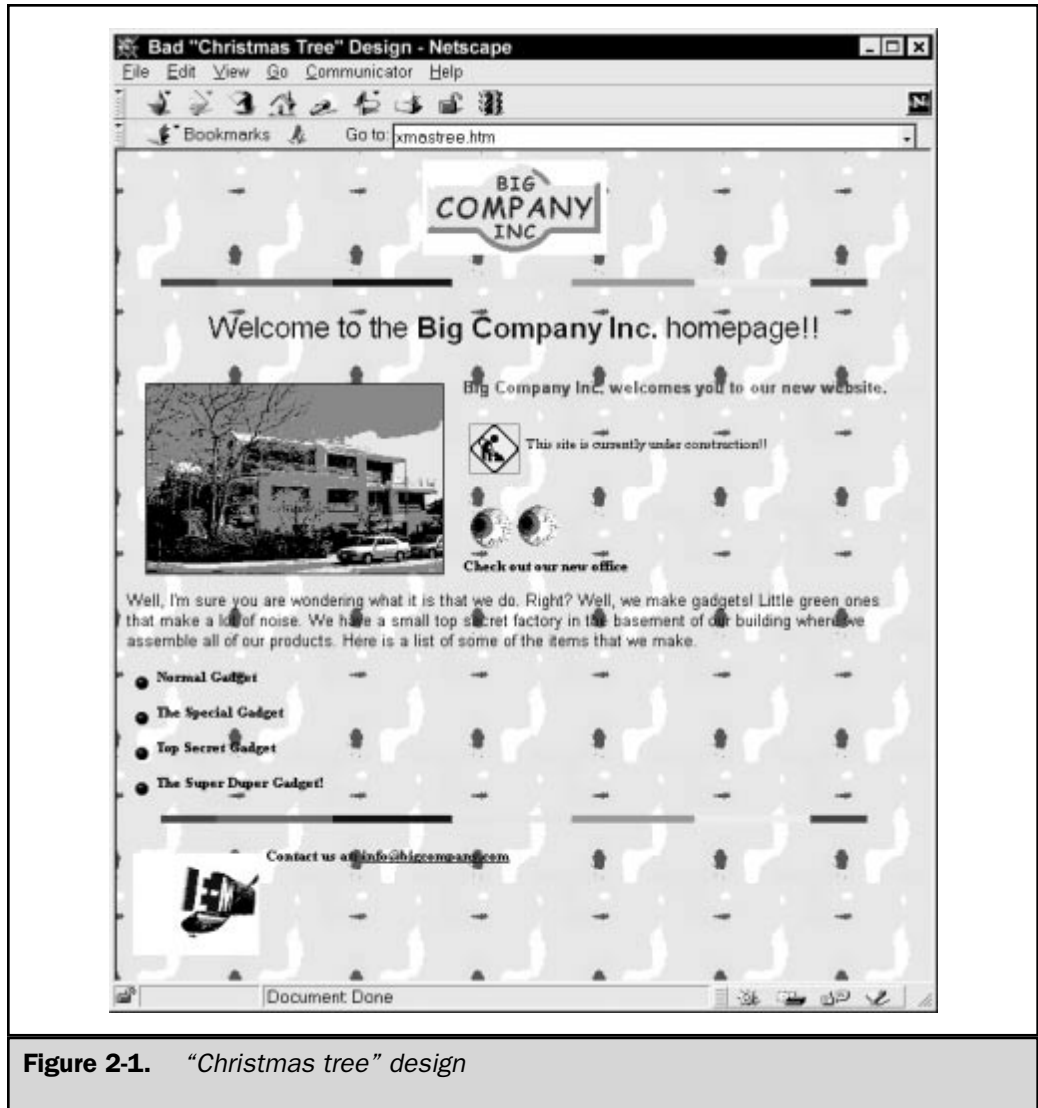 Bad "Christmas Tree" Design - Netscape
File Edit View Go Communicator Help
Bookmarks Go to: xmastree.htm
N
BIG
COMPANY
INC
Welcome to the Big Company Inc. homepage!!
Big Company Inc. welcomes you to our new website.
This site is currently under construction!!
Check out our new office
Well, I'm sure you are wondering what it is that we do. Right? Well, we make gadgets! Little green ones
that make a lot of noise. We have a small top secret factory in the basement of our building where we
assemble all of our products. Here is a list of some of the items that we make.
Normal Gadget
The Special Gadget
Top Secret Gadget
The Super Duper Gadget!
Contact us at: info@bigcompany.com
Document: Done
Figure 2-1. "Christmas tree" design